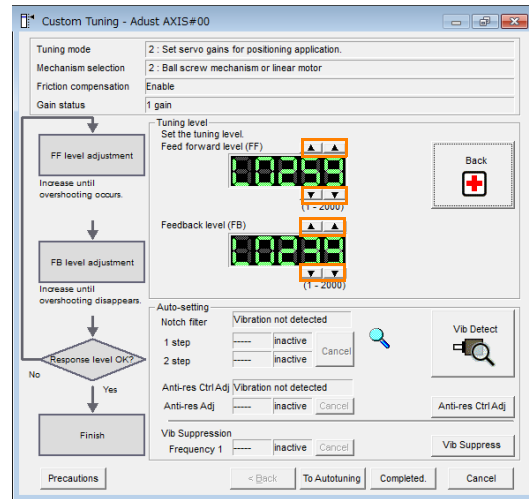 Custom Tuning - Adust AXIS#00
Tuning mode 2 : Set servo gains for positioning application.
Mechanism selection 2 : Ball screw mechanism or linear motor
Friction compensation Enable
Gain status 1 gain
FF level adjustment
Increase until
overshooting occurs.
FB level adjustment
Increase until
overshooting disappears.
Response level OK?
No
Yes
Finish
Tuning level
Set the tuning level.
Feed forward level (FF)
L0259
(1 - 2000)
Feedback level (FB)
L0249
(1 - 2000)
Back
Auto-setting
Notch filter Vibration not detected
1 step ----- inactive
Cancel
2 step ----- inactive
Vib Detect
Anti-res Ctrl Adj Vibration not detected
Anti-res Adj ----- inactive Cancel
Anti-res Ctrl Adj
Vib Suppression
Frequency 1 ----- inactive Cancel
Vib Suppress
Precautions
< Back
To Autotuning
Completed.
Cancel